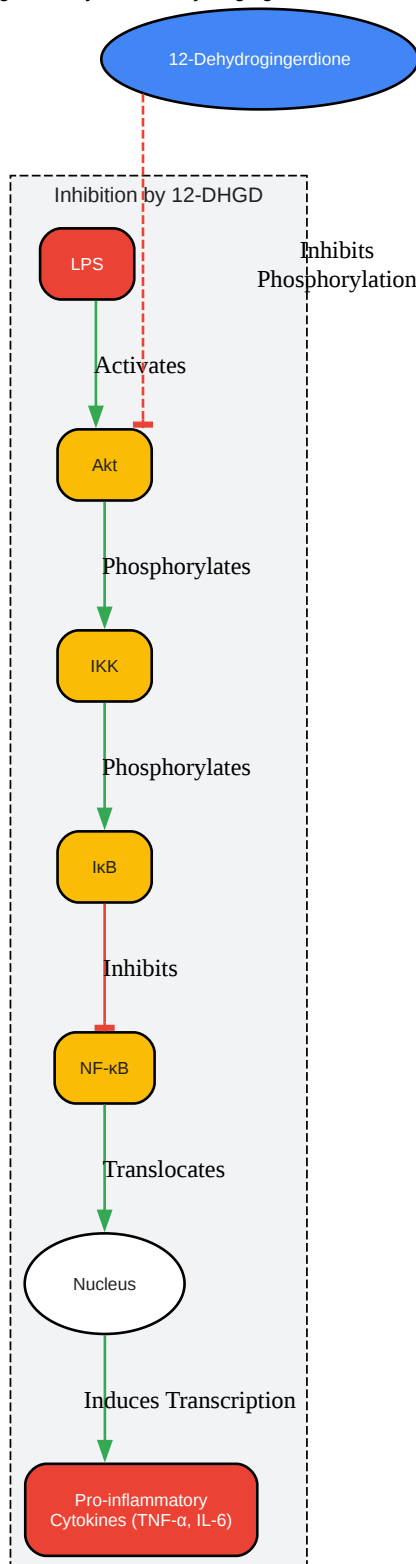 12-Dehydrogingerdione
Inhibition by 12-DHGD
LPS
Inhibits
Phosphorylation
Activates
Akt
Phosphorylates
IKK
Phosphorylates
IκB
Inhibits
NF-κB
Translocates
Nucleus
Induces Transcription
Pro-inflammatory
Cytokines (TNF-α, IL-6)